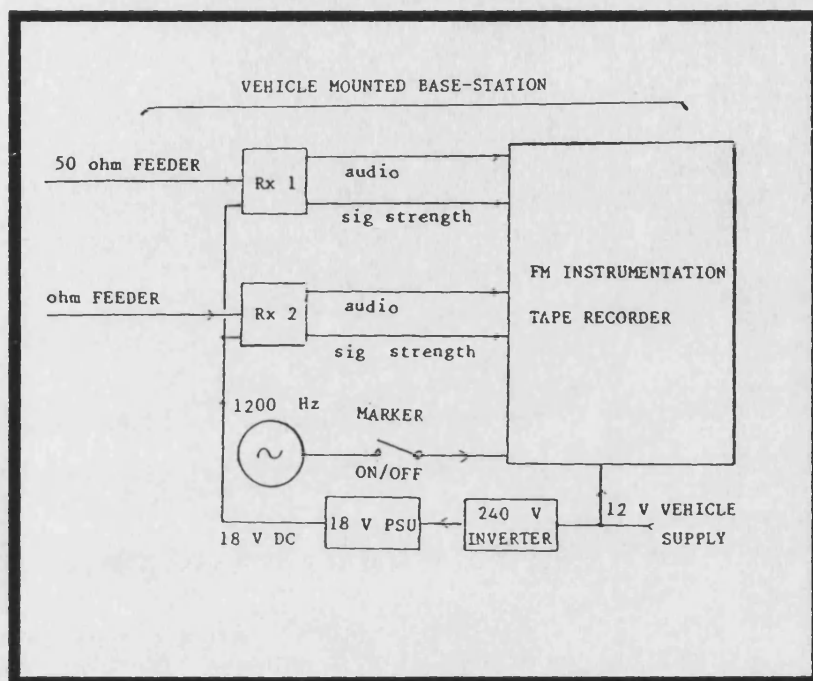 VEHICLE MOUNTED BASE-STATION
50 ohm FEEDER
Rx 1
audio
sig strength
ohm FEEDER
Rx 2
audio
sig strength
FM INSTRUMENTATION
TAPE RECORDER
1200 Hz
MARKER
ON/OFF
18 V DC
18 V PSU
240 V
INVERTER
12 V VEHICLE
SUPPLY